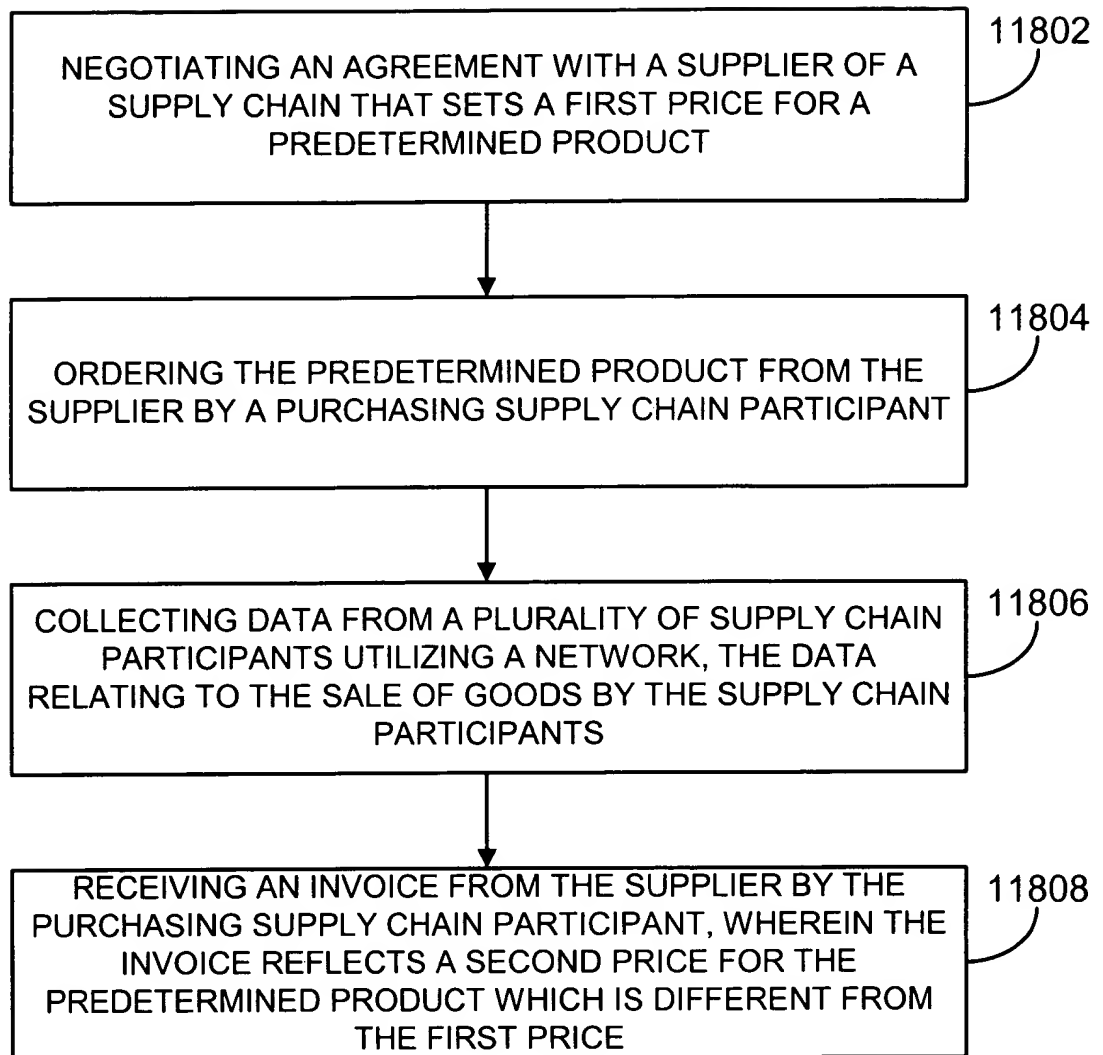 11802
NEGOTIATING AN AGREEMENT WITH A SUPPLIER OF A
SUPPLY CHAIN THAT SETS A FIRST PRICE FOR A
PREDETERMINED PRODUCT
11804
ORDERING THE PREDETERMINED PRODUCT FROM THE
SUPPLIER BY A PURCHASING SUPPLY CHAIN PARTICIPANT
11806
COLLECTING DATA FROM A PLURALITY OF SUPPLY CHAIN
PARTICIPANTS UTILIZING A NETWORK, THE DATA
RELATING TO THE SALE OF GOODS BY THE SUPPLY CHAIN
PARTICIPANTS
11808
RECEIVING AN INVOICE FROM THE SUPPLIER BY THE
PURCHASING SUPPLY CHAIN PARTICIPANT, WHEREIN THE
INVOICE REFLECTS A SECOND PRICE FOR THE
PREDETERMINED PRODUCT WHICH IS DIFFERENT FROM
THE FIRST PRICE